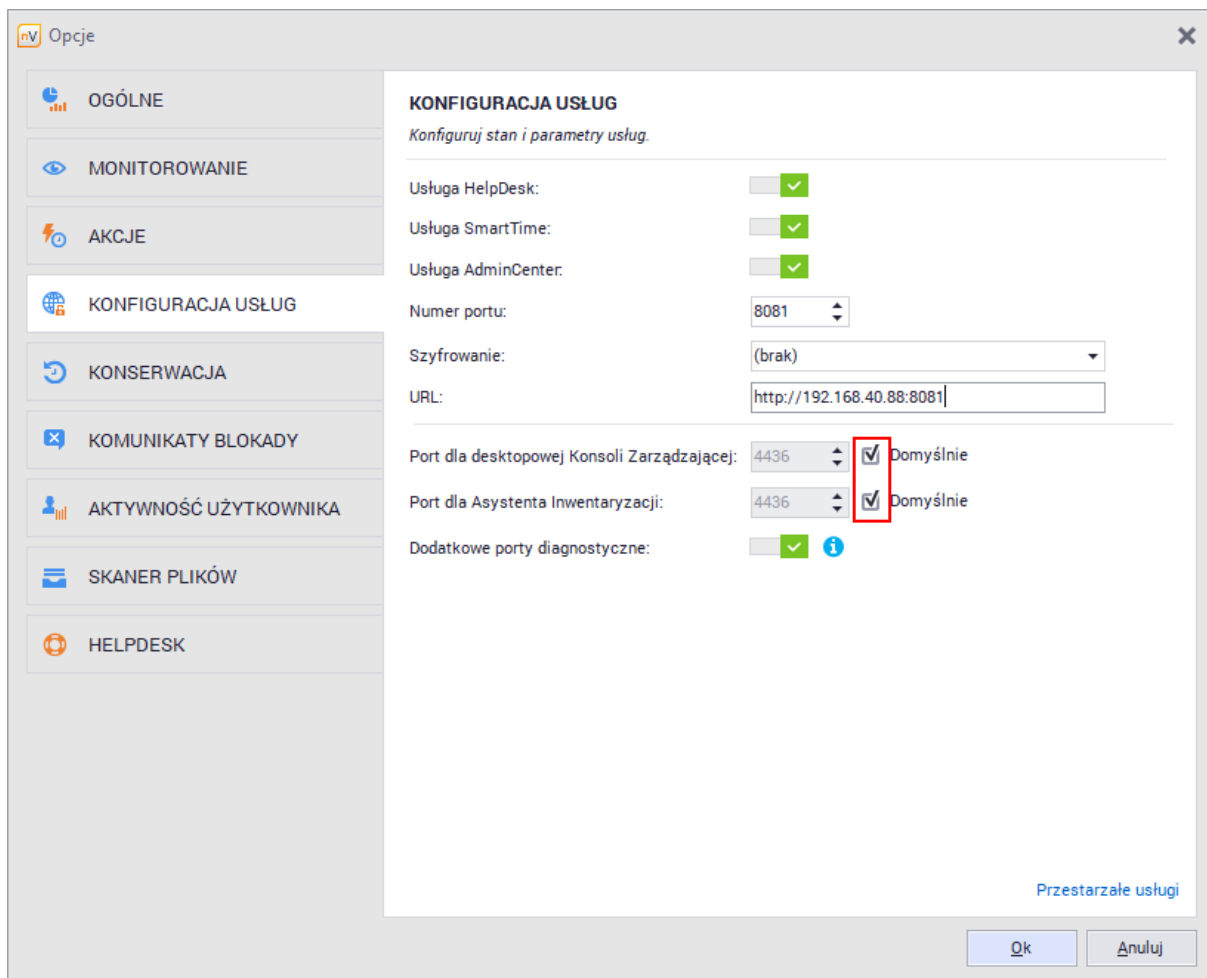 nV Opcje
OGÓLNE
MONITOROWANIE
AKCJE
KONFIGURACJA USŁUG
KONSERWACJA
KOMUNIKATY BLOKADY
AKTYWNOŚĆ UŻYTKOWNIKA
SKANER PLIKÓW
HELPDESK
KONFIGURACJA USŁUG
Konfiguruj stan i parametry usług.
Usługa HelpDesk:
Usługa SmartTime:
Usługa AdminCenter:
Numer portu: 8081
Szyfrowanie: (brak)
URL: http://192.168.40.88:8081
Port dla desktopowej Konsoli Zarządzającej: 4436 Domyślnie
Port dla Asystenta Inwentaryzacji: 4436 Domyślnie
Dodatkowe porty diagnostyczne:
Przestarzałe usługi
Ok Anuluj